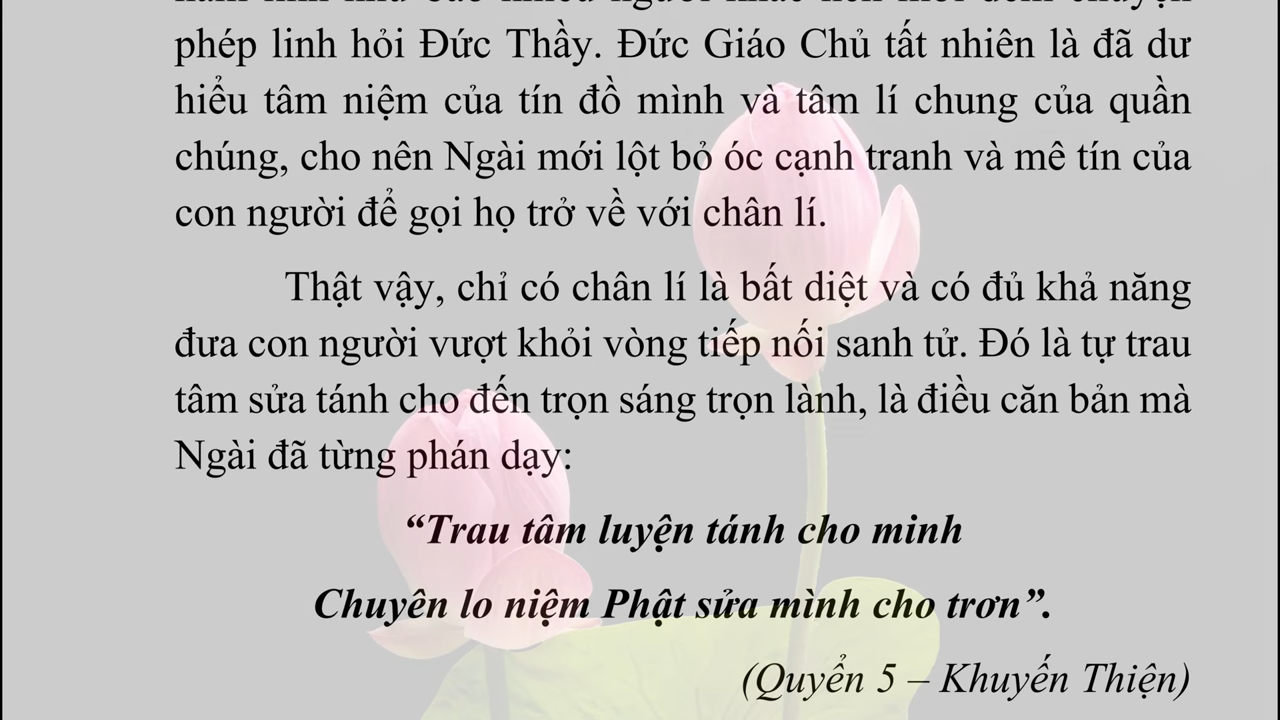 phép linh hỏi Đức Thầy. Đức Giáo Chủ tất nhiên là đã dư
hiểu tâm niệm của tín đồ mình và tâm lí chung của quần
chúng, cho nên Ngài mới lột bỏ óc cạnh tranh và mê tín của
con người để gọi họ trở về với chân lí.
Thật vậy, chỉ có chân lí là bất diệt và có đủ khả năng
đưa con người vượt khỏi vòng tiếp nối sanh tử. Đó là tự trau
tâm sửa tánh cho đến trọn sáng trọn lành, là điều căn bản mà
Ngài đã từng phán dạy:
“Trau tâm luyện tánh cho minh
Chuyên lo niệm Phật sửa mình cho trơn”.
(Quyển 5 – Khuyến Thiện)